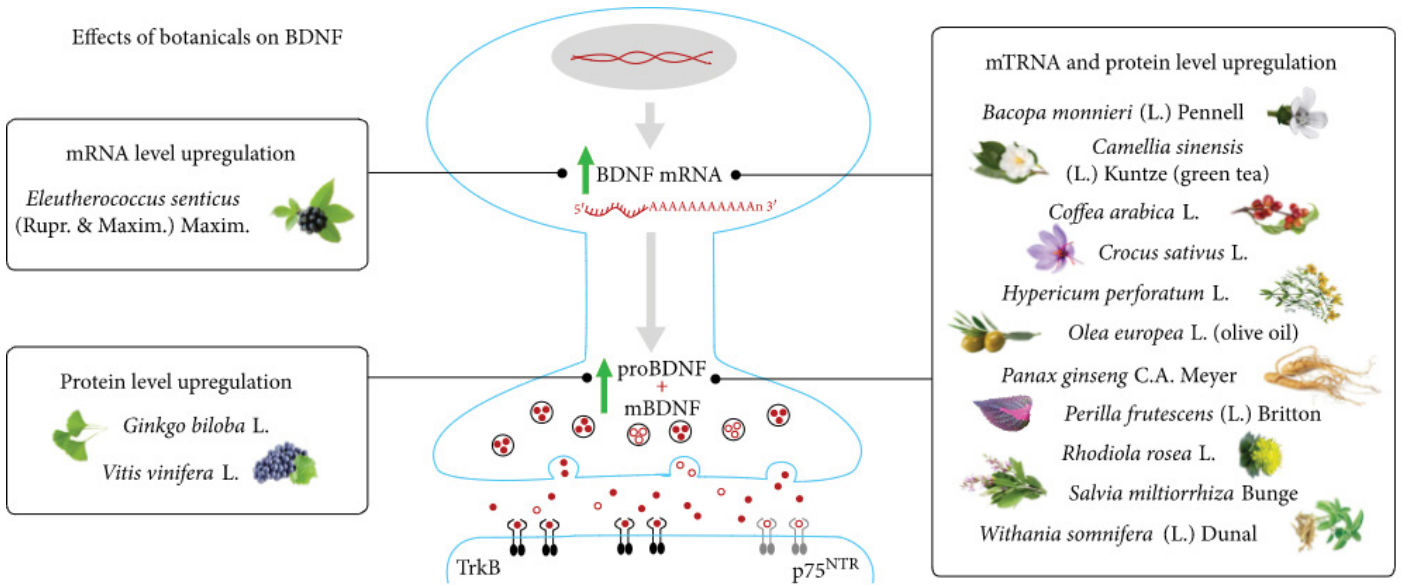 Effects of botanicals on BDNF
mRNA level upregulation
Eleutherococcus senticus
(Rupr. & Maxim.) Maxim.
Protein level upregulation
Ginkgo biloba L.
Vitis vinifera L.
BDNF mRNA
5' AAAAAAAAAAAn 3'
proBDNF
+
mBDNF
TrkB
p75NTR
mTRNA and protein level upregulation
Bacopa monnieri (L.) Pennell
Camellia sinensis
(L.) Kuntze (green tea)
Coffea arabica L.
Crocus sativus L.
Hypericum perforatum L.
Olea europea L. (olive oil)
Panax ginseng C.A. Meyer
Perilla frutescens (L.) Britton
Rhodiola rosea L.
Salvia miltiorrhiza Bunge
Withania somnifera (L.) Dunal